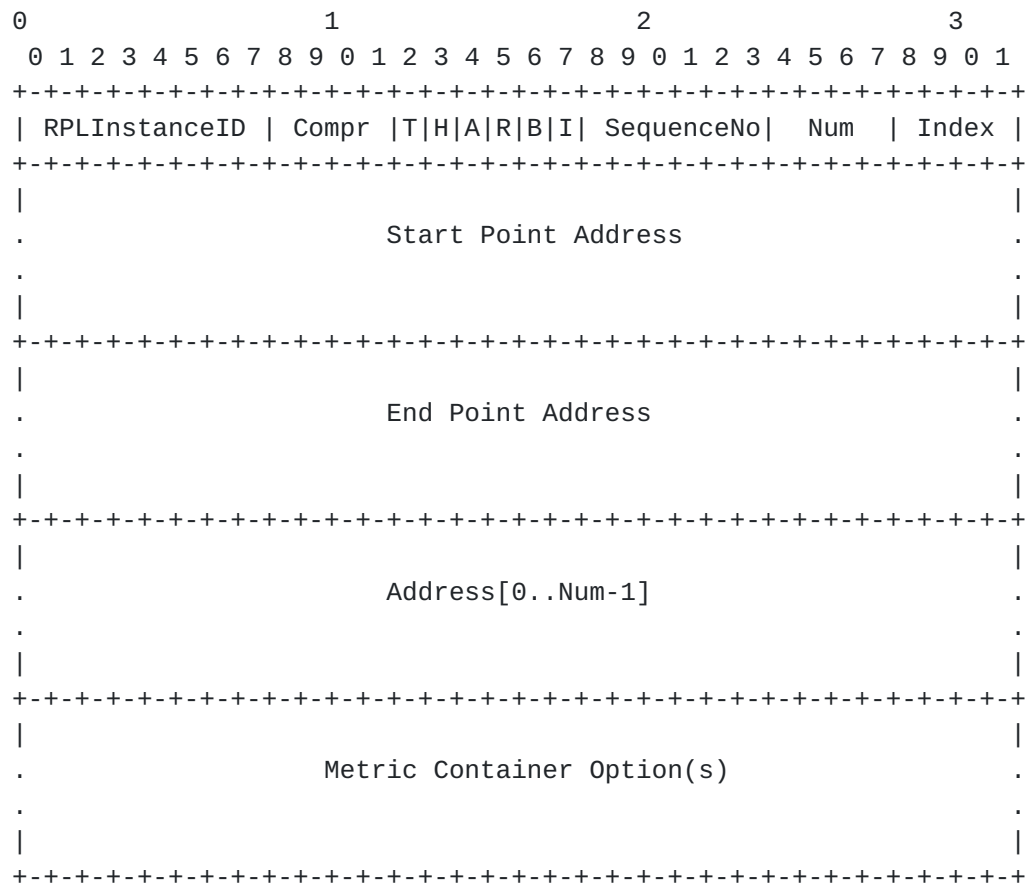 0                   1                   2                   3
 0 1 2 3 4 5 6 7 8 9 0 1 2 3 4 5 6 7 8 9 0 1 2 3 4 5 6 7 8 9 0 1
+-+-+-+-+-+-+-+-+-+-+-+-+-+-+-+-+-+-+-+-+-+-+-+-+-+-+-+-+-+-+-+-+
| RPLInstanceID | Compr |T|H|A|R|B|I| SequenceNo|  Num  | Index |
+-+-+-+-+-+-+-+-+-+-+-+-+-+-+-+-+-+-+-+-+-+-+-+-+-+-+-+-+-+-+-+-+
|                                                               |
.                       Start Point Address                     .
.                                                               .
|                                                               |
+-+-+-+-+-+-+-+-+-+-+-+-+-+-+-+-+-+-+-+-+-+-+-+-+-+-+-+-+-+-+-+-+
|                                                               |
.                       End Point Address                       .
.                                                               .
|                                                               |
+-+-+-+-+-+-+-+-+-+-+-+-+-+-+-+-+-+-+-+-+-+-+-+-+-+-+-+-+-+-+-+-+
|                                                               |
.                       Address[0..Num-1]                       .
.                                                               .
|                                                               |
+-+-+-+-+-+-+-+-+-+-+-+-+-+-+-+-+-+-+-+-+-+-+-+-+-+-+-+-+-+-+-+-+
|                                                               |
.                   Metric Container Option(s)                  .
.                                                               .
|                                                               |
+-+-+-+-+-+-+-+-+-+-+-+-+-+-+-+-+-+-+-+-+-+-+-+-+-+-+-+-+-+-+-+-+